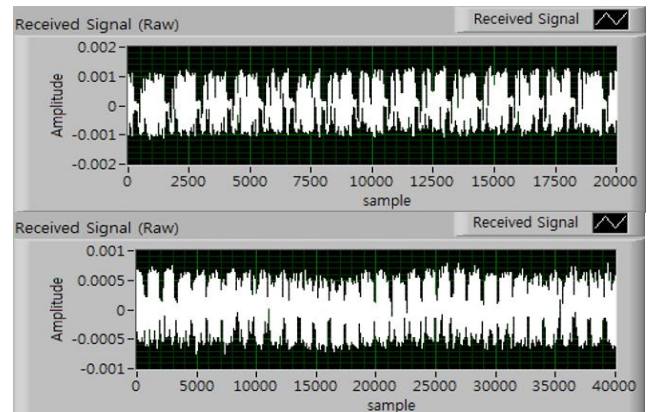 Received Signal (Raw)
Received Signal
0.002
0.001
0
-0.001
-0.002
Amplitude
0 2500 5000 7500 10000 12500 15000 17500 20000
sample
Received Signal (Raw)
Received Signal
0.001
0.0005
0
-0.0005
-0.001
Amplitude
0 5000 10000 15000 20000 25000 30000 35000 40000
sample